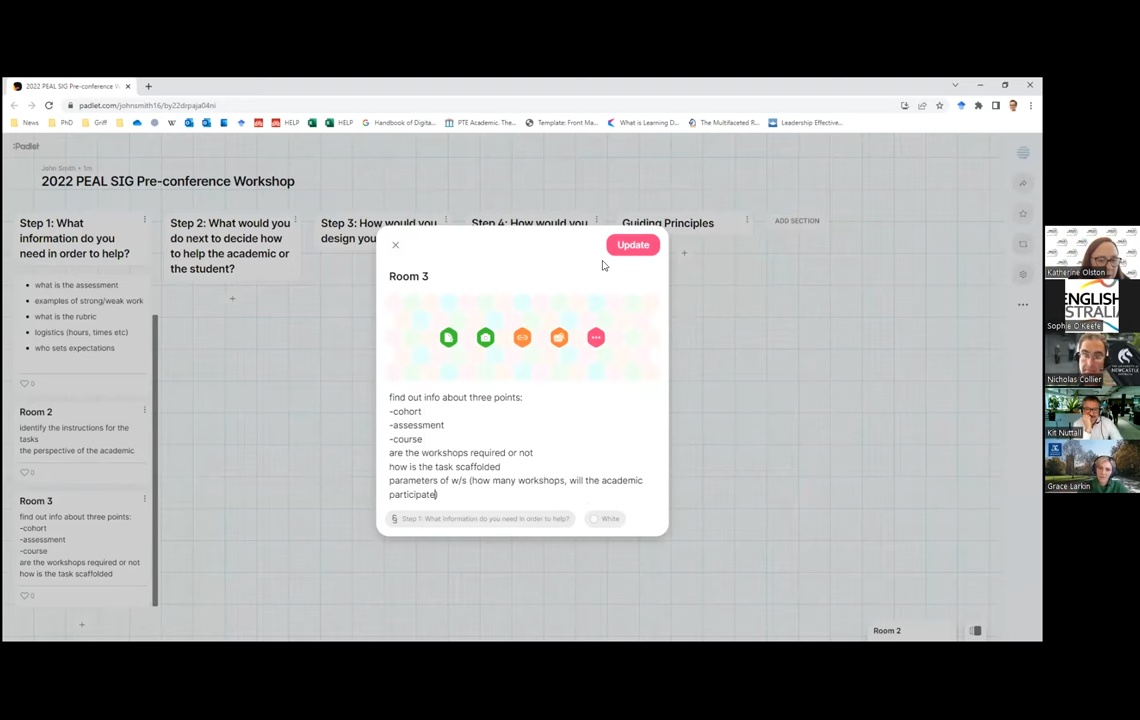 2022 PEAL SIG Pre-conference W
padlet.com/johnsmith16/by22drpaja04ni
News
PhD
Griff
HELP
HELP
Handbook of Digita...
PTE Academic. The...
Template: Front Ma...
What is Learning D...
The Multifaceted R...
Leadership Effective...
:Padlet
John Smith • 1m
2022 PEAL SIG Pre-conference Workshop
Step 1: What
information do you
need in order to help?
what is the assessment
examples of strong/weak work
what is the rubric
logistics (hours, times etc)
who sets expectations
0
Room 2
identify the instructions for the
tasks
the perspective of the academic
0
Room 3
find out info about three points:
-cohort
-assessment
-course
are the workshops required or not
how is the task scaffolded
0
Step 2: What would you
do next to decide how
to help the academic or
the student?
Step 3: How would you
design you
Step 4: How would you
Guiding Principles
ADD SECTION
Update
Room 3
find out info about three points:
-cohort
-assessment
-course
are the workshops required or not
how is the task scaffolded
parameters of w/s (how many workshops, will the academic
participate)
Step 1: What information do you need in order to help?
White
Room 2
Katherine Olston
ENGLISH
AUSTRALIA
Sophie O'Keefe
NEWCASTLE
Nicholas Collier
Kit Nuttall
Grace Larkin